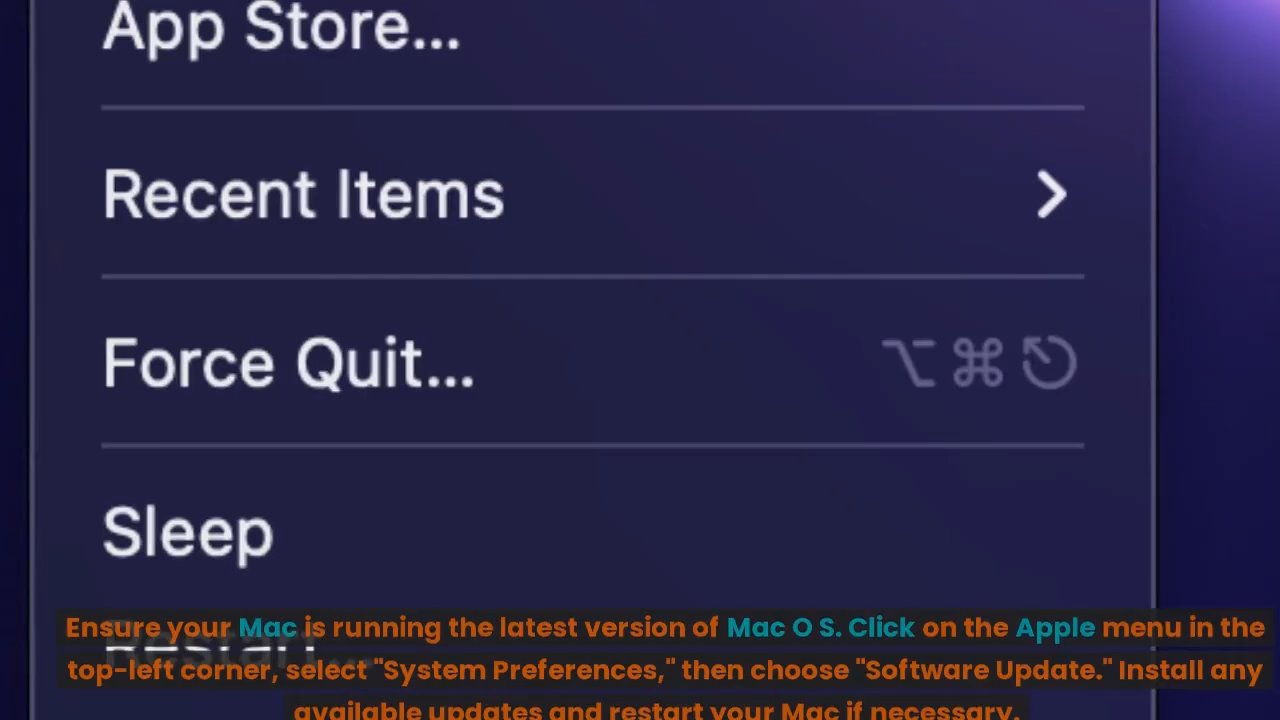 App Store...
Recent Items
Force Quit... ⌥⌘⎋
Sleep
Restart...
Ensure your Mac is running the latest version of Mac O S. Click on the Apple menu in the
top-left corner, select "System Preferences," then choose "Software Update." Install any
available updates and restart your Mac if necessary.